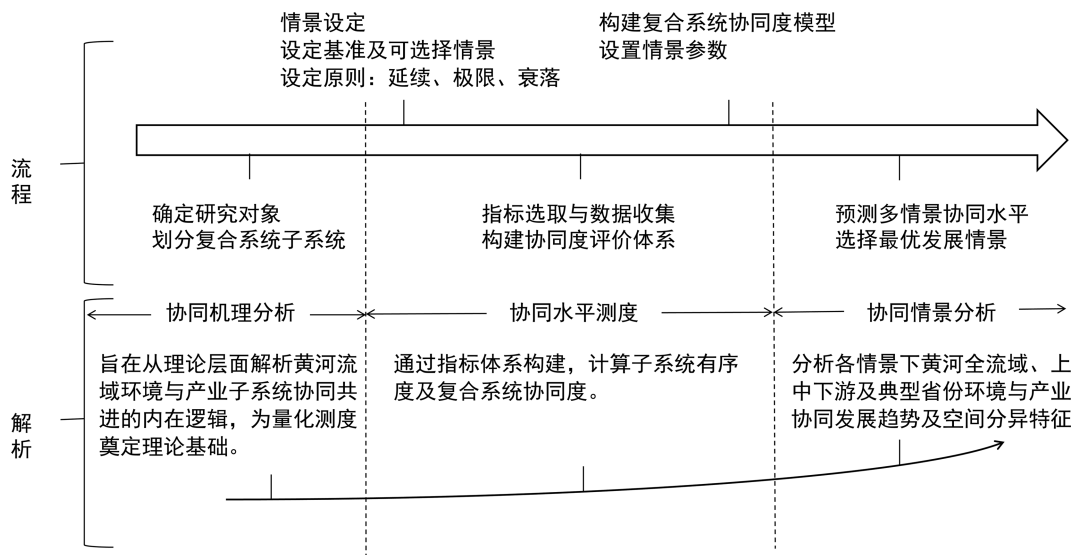 情景设定
设定基准及可选择情景
设定原则：延续、极限、衰落
构建复合系统协同度模型
设置情景参数
流程
确定研究对象
划分复合系统子系统
指标选取与数据收集
构建协同度评价体系
预测多情景协同水平
选择最优发展情景
协同机理分析
协同水平测度
协同情景分析
解析
旨在从理论层面解析黄河流
域环境与产业子系统协同共
进的内在逻辑，为量化测度
奠定理论基础。
通过指标体系构建，计算子系统有序
度及复合系统协同度。
分析各情景下黄河全流域、上
中下游及典型省份环境与产业
协同发展趋势及空间分异特征